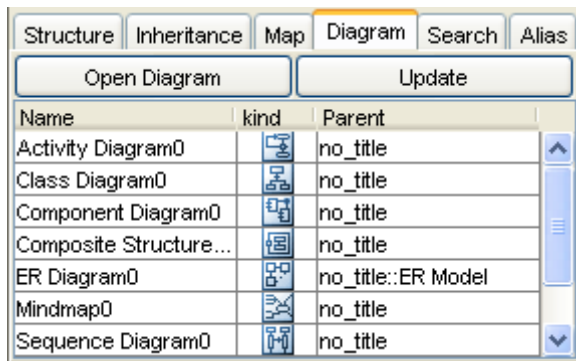 Structure Inheritance Map Diagram Search Alias
Open Diagram Update
Name kind Parent
Activity Diagram0 no_title
Class Diagram0 no_title
Component Diagram0 no_title
Composite Structure... no_title
ER Diagram0 no_title::ER Model
Mindmap0 no_title
Sequence Diagram0 no_title